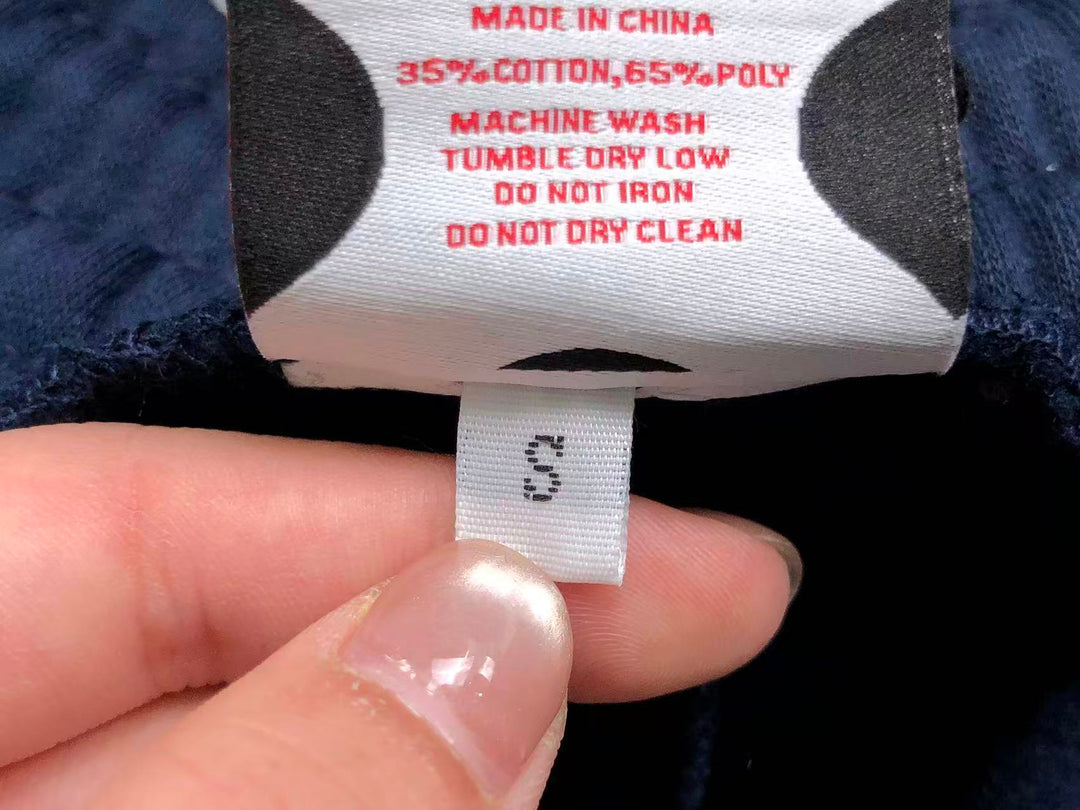 MADE IN CHINA
35%COTTON,65%POLY
MACHINE WASH
TUMBLE DRY LOW
DO NOT IRON
DO NOT DRY CLEAN